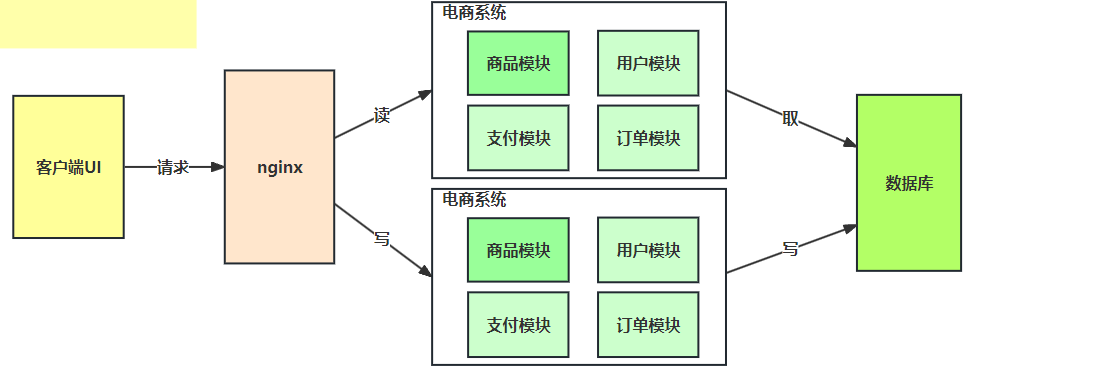 客户端UI
请求
nginx
读
写
电商系统
商品模块
用户模块
支付模块
订单模块
电商系统
商品模块
用户模块
支付模块
订单模块
取
写
数据库